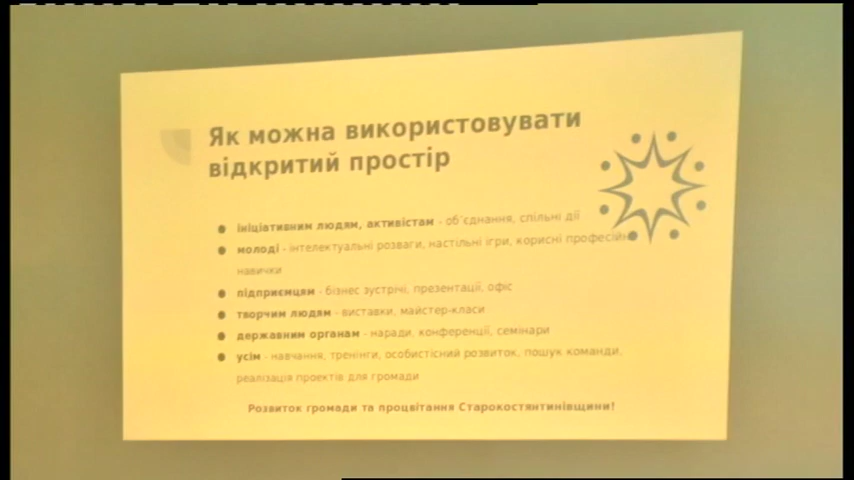 Як можна використовувати
відкритий простір
● ініціативним людям, активістам - об'єднання, спільні дії
● молоді - інтелектуальні розваги, настільні ігри, корисні професійні
навички
● підприємцям - бізнес зустрічі, презентації, офіс
● творчим людям - виставки, майстер-класи
● державним органам - наради, конференції, семінари
● усім - навчання, тренінги, особистісний розвиток, пошук команди,
реалізація проектів для громади
Розвиток громади та процвітання Старокостянтинівщини!